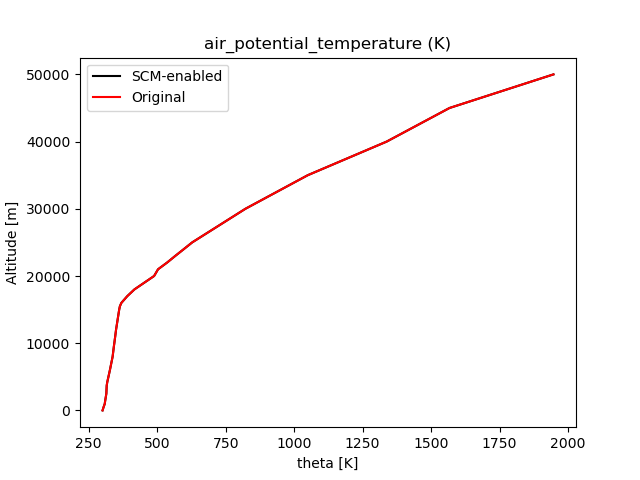 air_potential_temperature (K)
SCM-enabled
Original
Altitude [m]
50000
40000
30000
20000
10000
0
250 500 750 1000 1250 1500 1750 2000
theta [K]